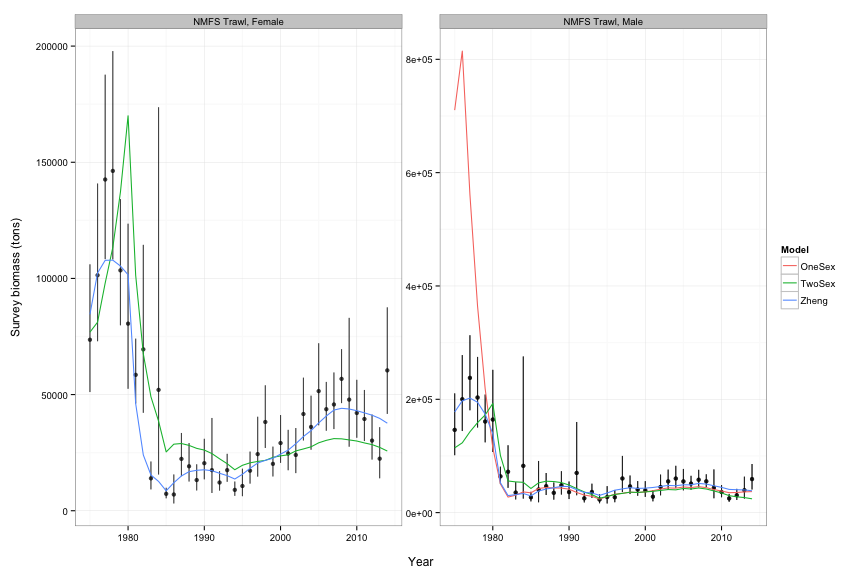 NMFS Trawl, Female
NMFS Trawl, Male
200000
150000
100000
50000
0
8e+05
6e+05
4e+05
2e+05
0e+00
1980
1990
2000
2010
1980
1990
2000
2010
Survey biomass (tons)
Year
Model
OneSex
TwoSex
Zheng